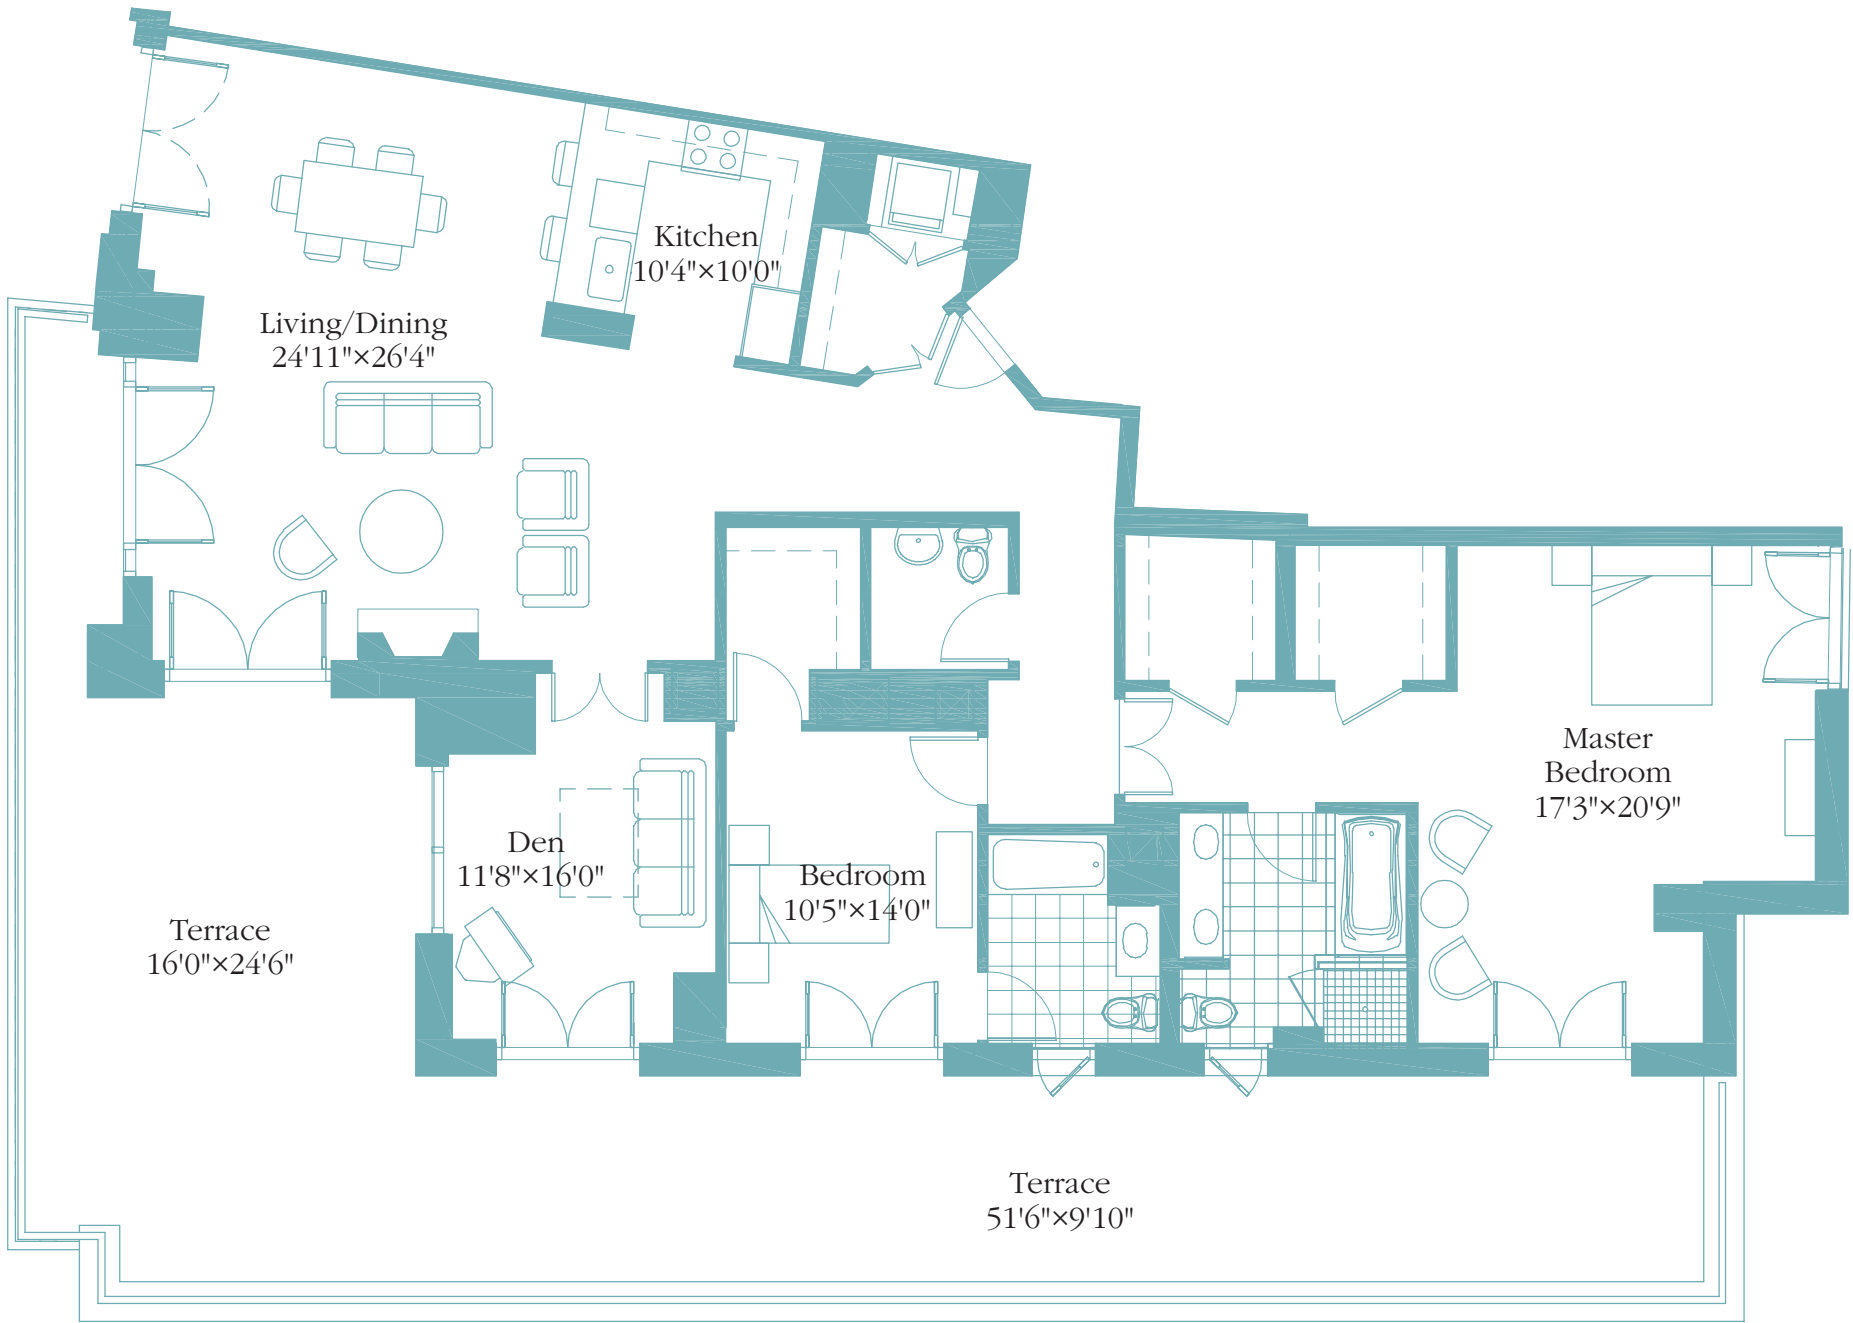 Kitchen
10'4"×10'0"
Living/Dining
24'11"×26'4"
Master
Bedroom
17'3"×20'9"
Den
11'8"×16'0"
Bedroom
10'5"×14'0"
Terrace
16'0"×24'6"
Terrace
51'6"×9'10"